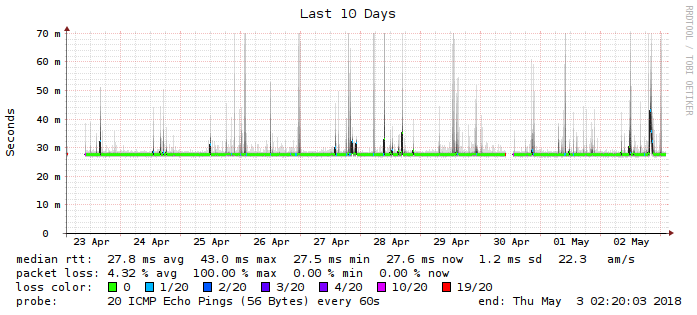 Last 10 Days
RRDTOOL / TOBI OETIKER
Seconds
70 m
60 m
50 m
40 m
30 m
20 m
10 m
0
23 Apr 24 Apr 25 Apr 26 Apr 27 Apr 28 Apr 29 Apr 30 Apr 01 May 02 May
median rtt: 27.8 ms avg 43.0 ms max 27.5 ms min 27.6 ms now 1.2 ms sd 22.3 am/s
packet loss: 4.32 % avg 100.00 % max 0.00 % min 0.00 % now
loss color: 0 1/20 2/20 3/20 4/20 10/20 19/20
probe: 20 ICMP Echo Pings (56 Bytes) every 60s end: Thu May 3 02:20:03 2018